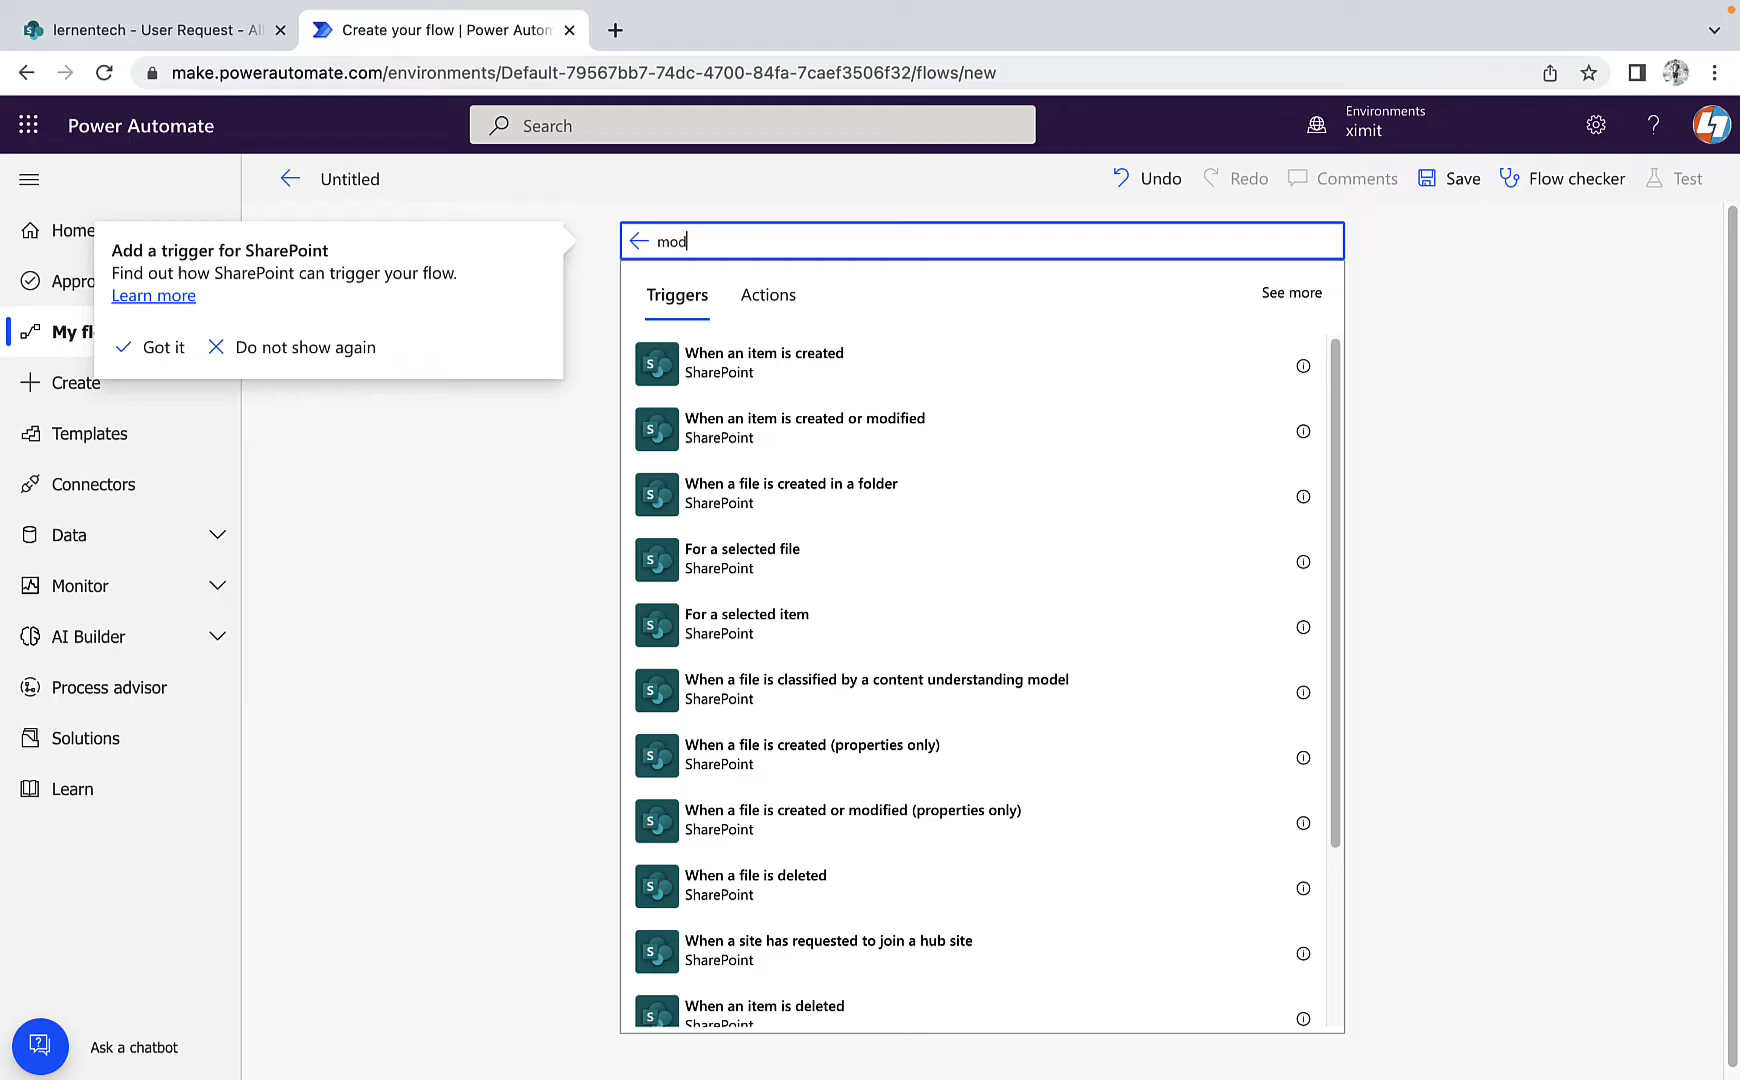 lernentech - User Request - Al
Create your flow | Power Autom
make.powerautomate.com/environments/Default-79567bb7-74dc-4700-84fa-7caef3506f32/flows/new
Power Automate
Search
Environments
ximit
Untitled
Undo
Redo
Comments
Save
Flow checker
Test
Home
Appro
My fl
Create
Templates
Connectors
Data
Monitor
AI Builder
Process advisor
Solutions
Learn
Ask a chatbot
Add a trigger for SharePoint
Find out how SharePoint can trigger your flow.
Learn more
Got it
Do not show again
mod
Triggers
Actions
See more
When an item is created
SharePoint
When an item is created or modified
SharePoint
When a file is created in a folder
SharePoint
For a selected file
SharePoint
For a selected item
SharePoint
When a file is classified by a content understanding model
SharePoint
When a file is created (properties only)
SharePoint
When a file is created or modified (properties only)
SharePoint
When a file is deleted
SharePoint
When a site has requested to join a hub site
SharePoint
When an item is deleted
SharePoint